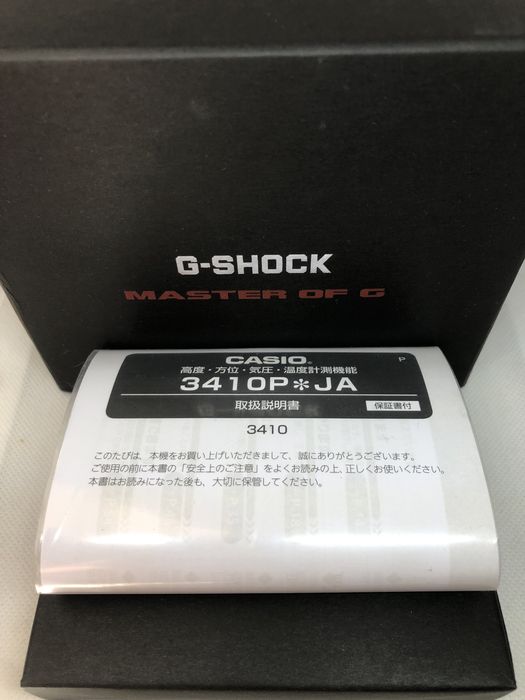 G-SHOCK
MASTER OF G
CASIO®
P
高度・方位・気圧・温度計測機能
3410P*JA
取扱説明書
保証書付
3410
このたびは、本機をお買い上げいただきまして、誠にありがとうございます。
ご使用の前に本書の「安全上のご注意」をよくお読みの上、正しくお使いください。
本書はお読みになった後も、大切に保管してください。